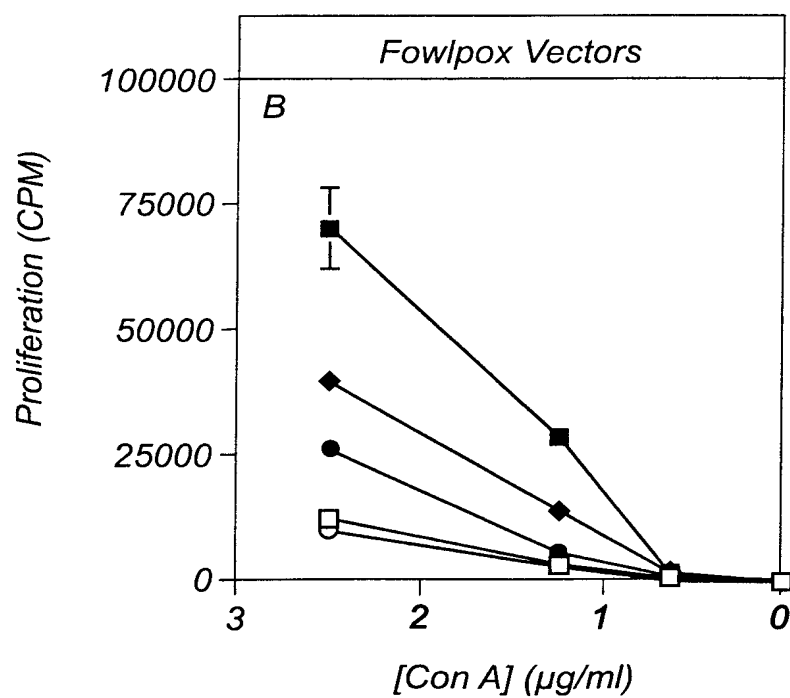 Fowlpox Vectors
B
100000
75000
50000
25000
0
Proliferation (CPM)
3 2 1 0
[Con A] (µg/ml)